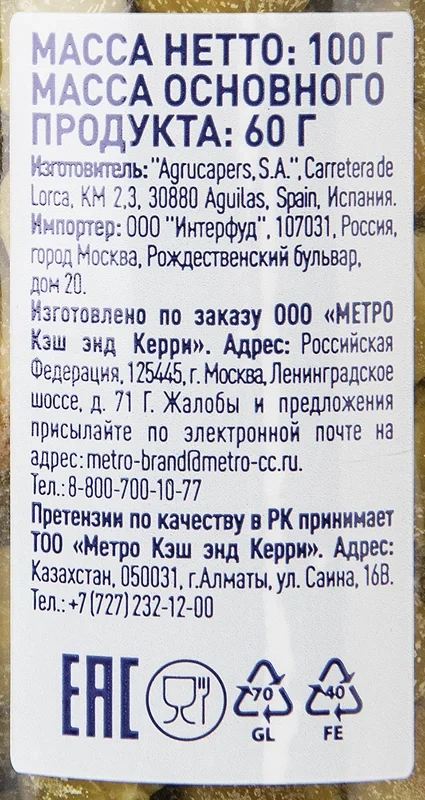 МАССА НЕТТО: 100 Г
МАССА ОСНОВНОГО
ПРОДУКТА: 60 Г
Изготовитель: "Agrucapers, S.A.", Carretera de
Lorca, KM 2,3, 30880 Aguilas, Spain, Испания.
Импортер: ООО "Интерфуд", 107031, Россия,
город Москва, Рождественский бульвар,
дом 20.
Изготовлено по заказу ООО «МЕТРО
Кэш энд Керри». Адрес: Российская
Федерация, 125445, г. Москва, Ленинградское
шоссе, д. 71 Г. Жалобы и предложения
присылайте по электронной почте на
адрес: metro-brand@metro-cc.ru.
Тел.: 8-800-700-10-77
Претензии по качеству в РК принимает
ТОО «Метро Кэш энд Керри». Адрес:
Казахстан, 050031, г.Алматы, ул. Саина, 16В.
Тел.: +7 (727) 232-12-00
EAC 70 40
GL FE